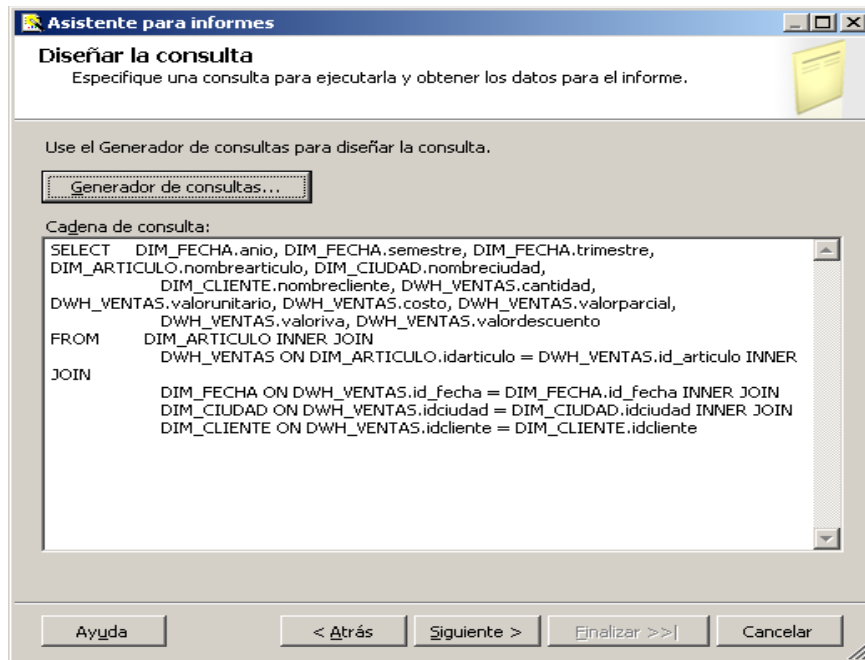 Asistente para informes
Diseñar la consulta
Especifique una consulta para ejecutarla y obtener los datos para el informe.
Use el Generador de consultas para diseñar la consulta.
Generador de consultas...
Cadena de consulta:
SELECT DIM_FECHA.anio, DIM_FECHA.semestre, DIM_FECHA.trimestre,
DIM_ARTICULO.nombrearticulo, DIM_CIUDAD.nombreciudad,
DIM_CLIENTE.nombrecliente, DWH_VENTAS.cantidad,
DWH_VENTAS.valorunitario, DWH_VENTAS.costo, DWH_VENTAS.valorparcial,
DWH_VENTAS.valoriva, DWH_VENTAS.valordescuento
FROM DIM_ARTICULO INNER JOIN
DWH_VENTAS ON DIM_ARTICULO.idarticulo = DWH_VENTAS.id_articulo INNER
JOIN
DIM_FECHA ON DWH_VENTAS.id_fecha = DIM_FECHA.id_fecha INNER JOIN
DIM_CIUDAD ON DWH_VENTAS.idciudad = DIM_CIUDAD.idciudad INNER JOIN
DIM_CLIENTE ON DWH_VENTAS.idcliente = DIM_CLIENTE.idcliente
Ayuda < Atrás Siguiente > Finalizar >>| Cancelar